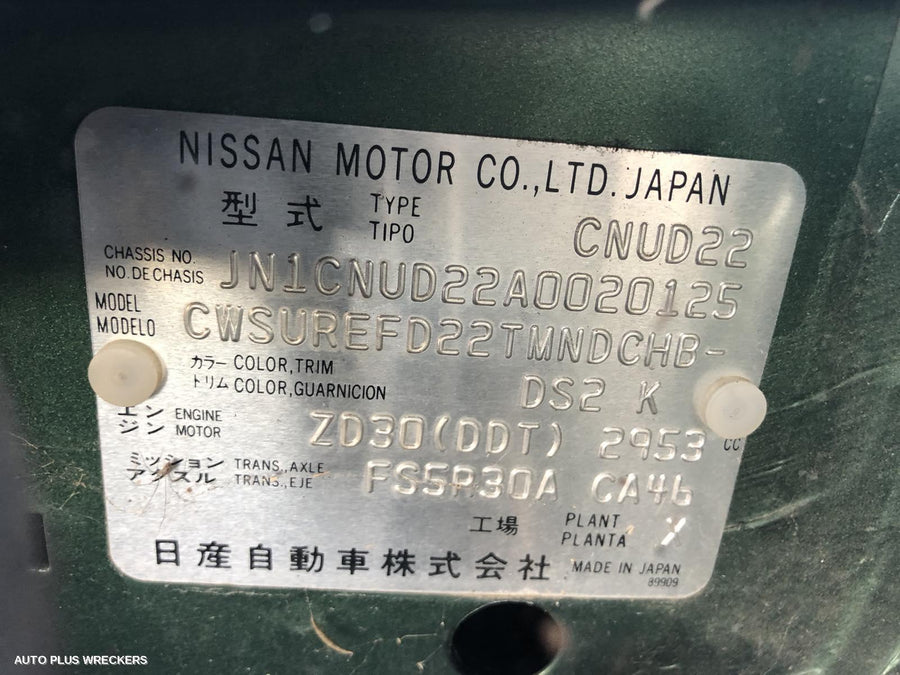 NISSAN MOTOR CO.,LTD. JAPAN
型式 TYPE
TIPO
CNUD22
CHASSIS NO.
NO. DE CHASIS
JN1CNUD22A0020125
MODEL
MODELO
CWSUREFD22TMNDCHB-
カラー COLOR,TRIM
トリム COLOR,GUARNICION
DS2 K
エン ENGINE
ジン MOTOR
ZD30(DDT) 2953 CC
ミッション TRANS.,AXLE
アクスル TRANS.,EJE
FS5R30A CA46
工場 PLANT
PLANTA
日産自動車株式会社
MADE IN JAPAN
89909
AUTO PLUS WRECKERS